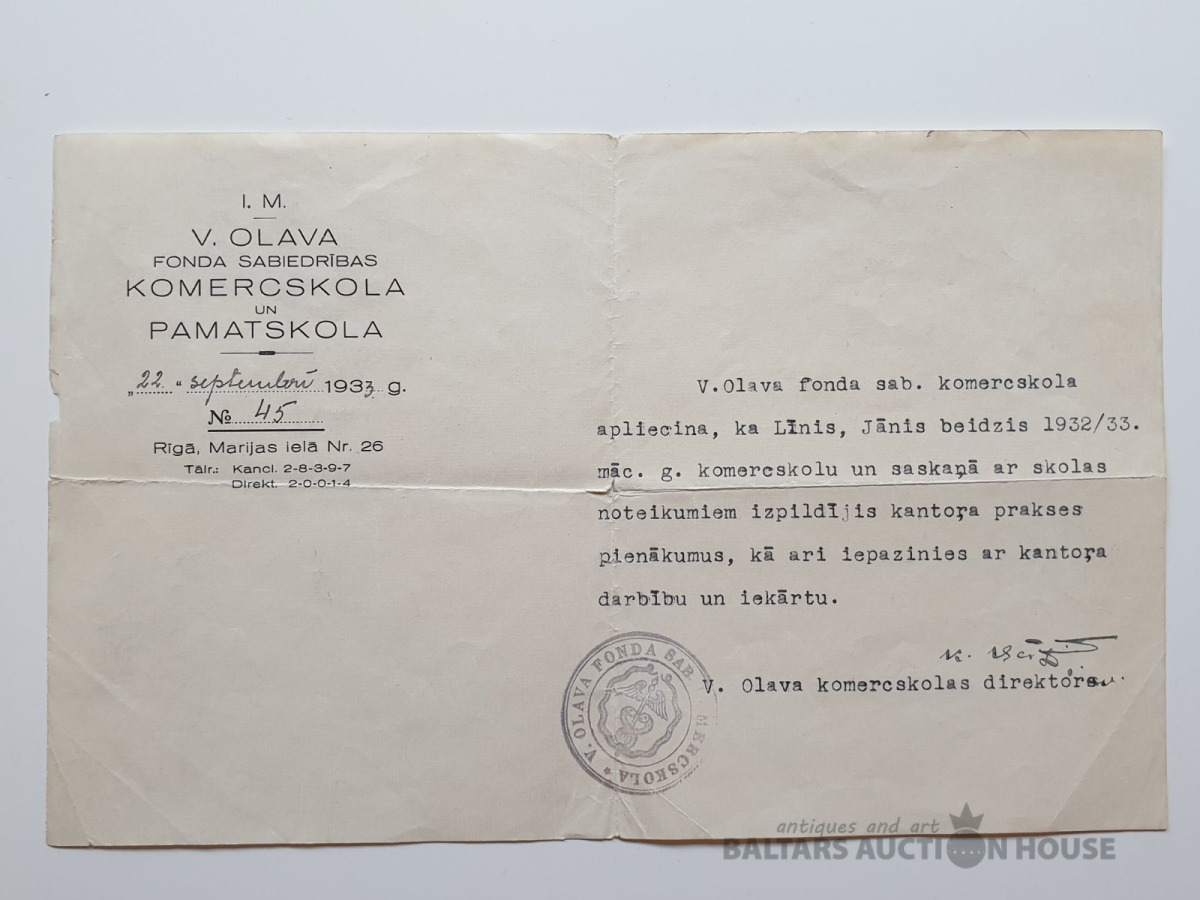 I. M.
V. OLAVA
FONDA SABIEDRĪBAS
KOMERCSKOLA
UN
PAMATSKOLA
„22. “ septembrī 1933. g.
№ 45
Rīgā, Marijas ielā Nr. 26
Tālr.: Kancl. 2-8-3-9-7
Direkt. 2-0-0-1-4
V.Olava fonda sab. komercskola
apliecina, ka Līnis, Jānis beidzis 1932/33.
māc. g. komercskolu un saskaņā ar skolas
noteikumiem izpildījis kantoŗa prakses
pienākumus, kā ari iepazinies ar kantoŗa
darbību un iekārtu.
K.
V. Olava komercskolas direktors
V. OLAVA FONDA SAB. KOMERCSKOLA *
antiques and art
BALTARS AUCTION HOUSE